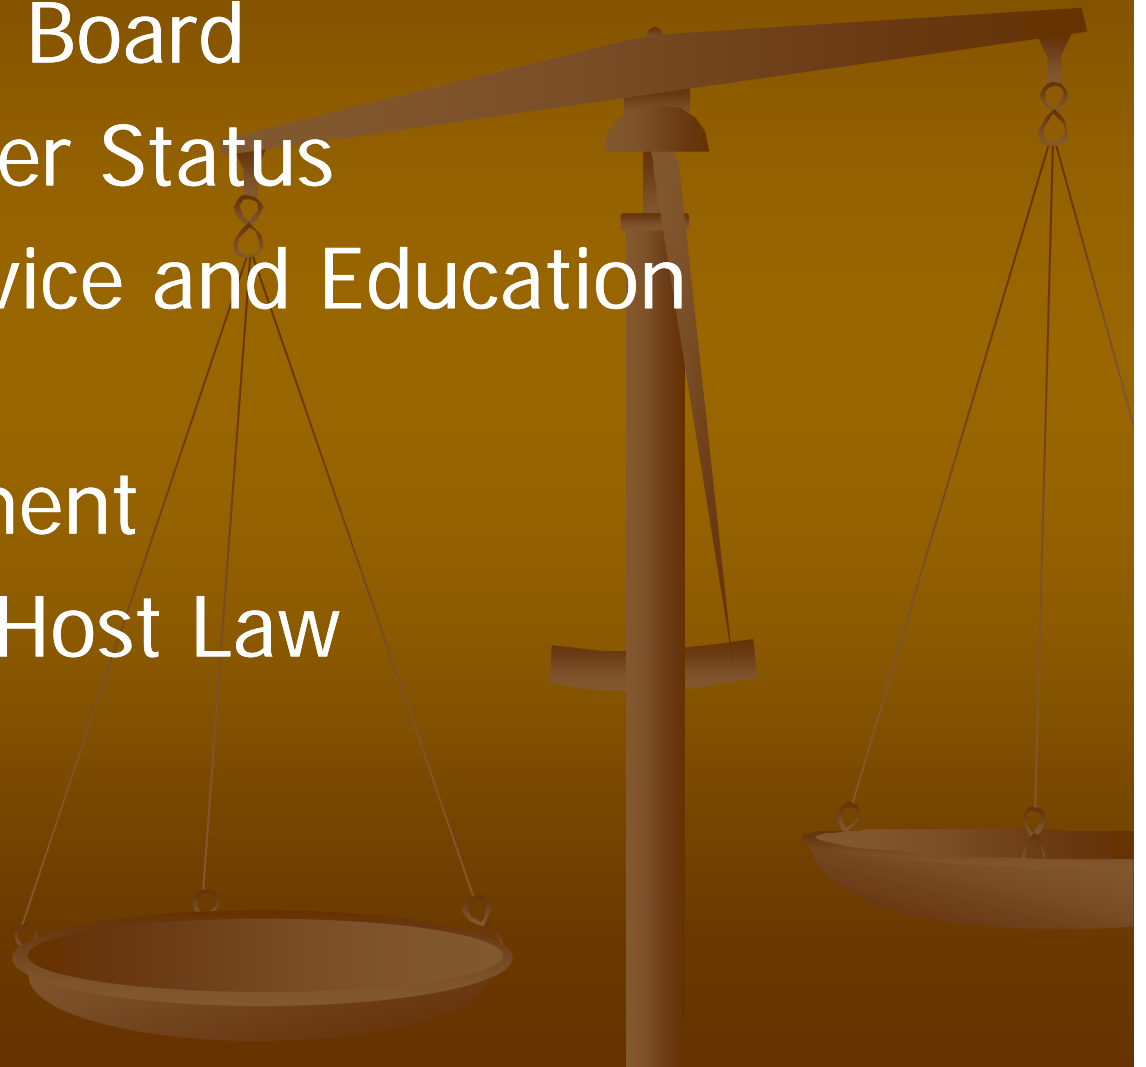 Board
er Status
vice and Education
nent
Host Law